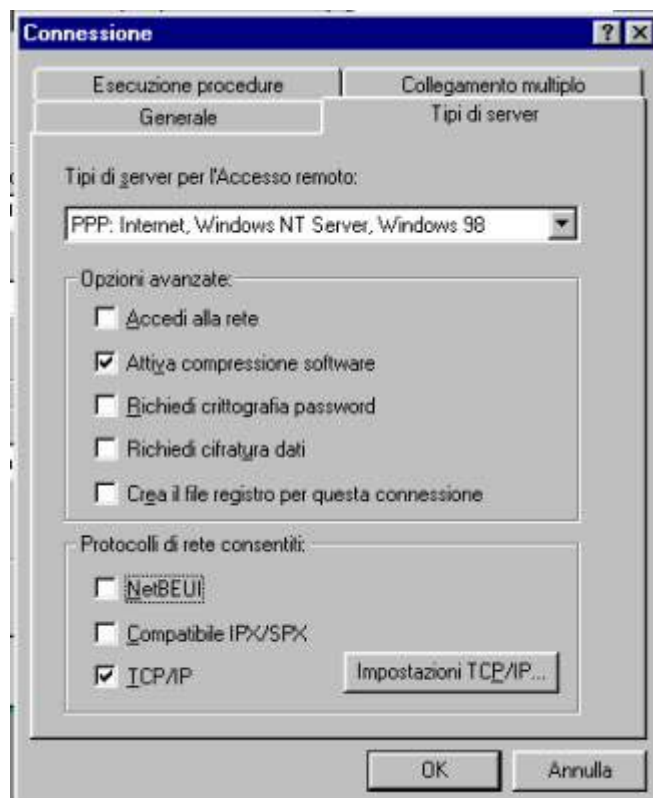 Connessione
Esecuzione procedure
Collegamento multiplo
Generale
Tipi di server
Tipi di server per l'Accesso remoto:
PPP: Internet, Windows NT Server, Windows 98
Opzioni avanzate:
Accedi alla rete
Attiva compressione software
Richiedi crittografia password
Richiedi cifratura dati
Crea il file registro per questa connessione
Protocolli di rete consentiti:
NetBEUI
Compatibile IPX/SPX
TCP/IP
Impostazioni TCP/IP...
OK
Annulla